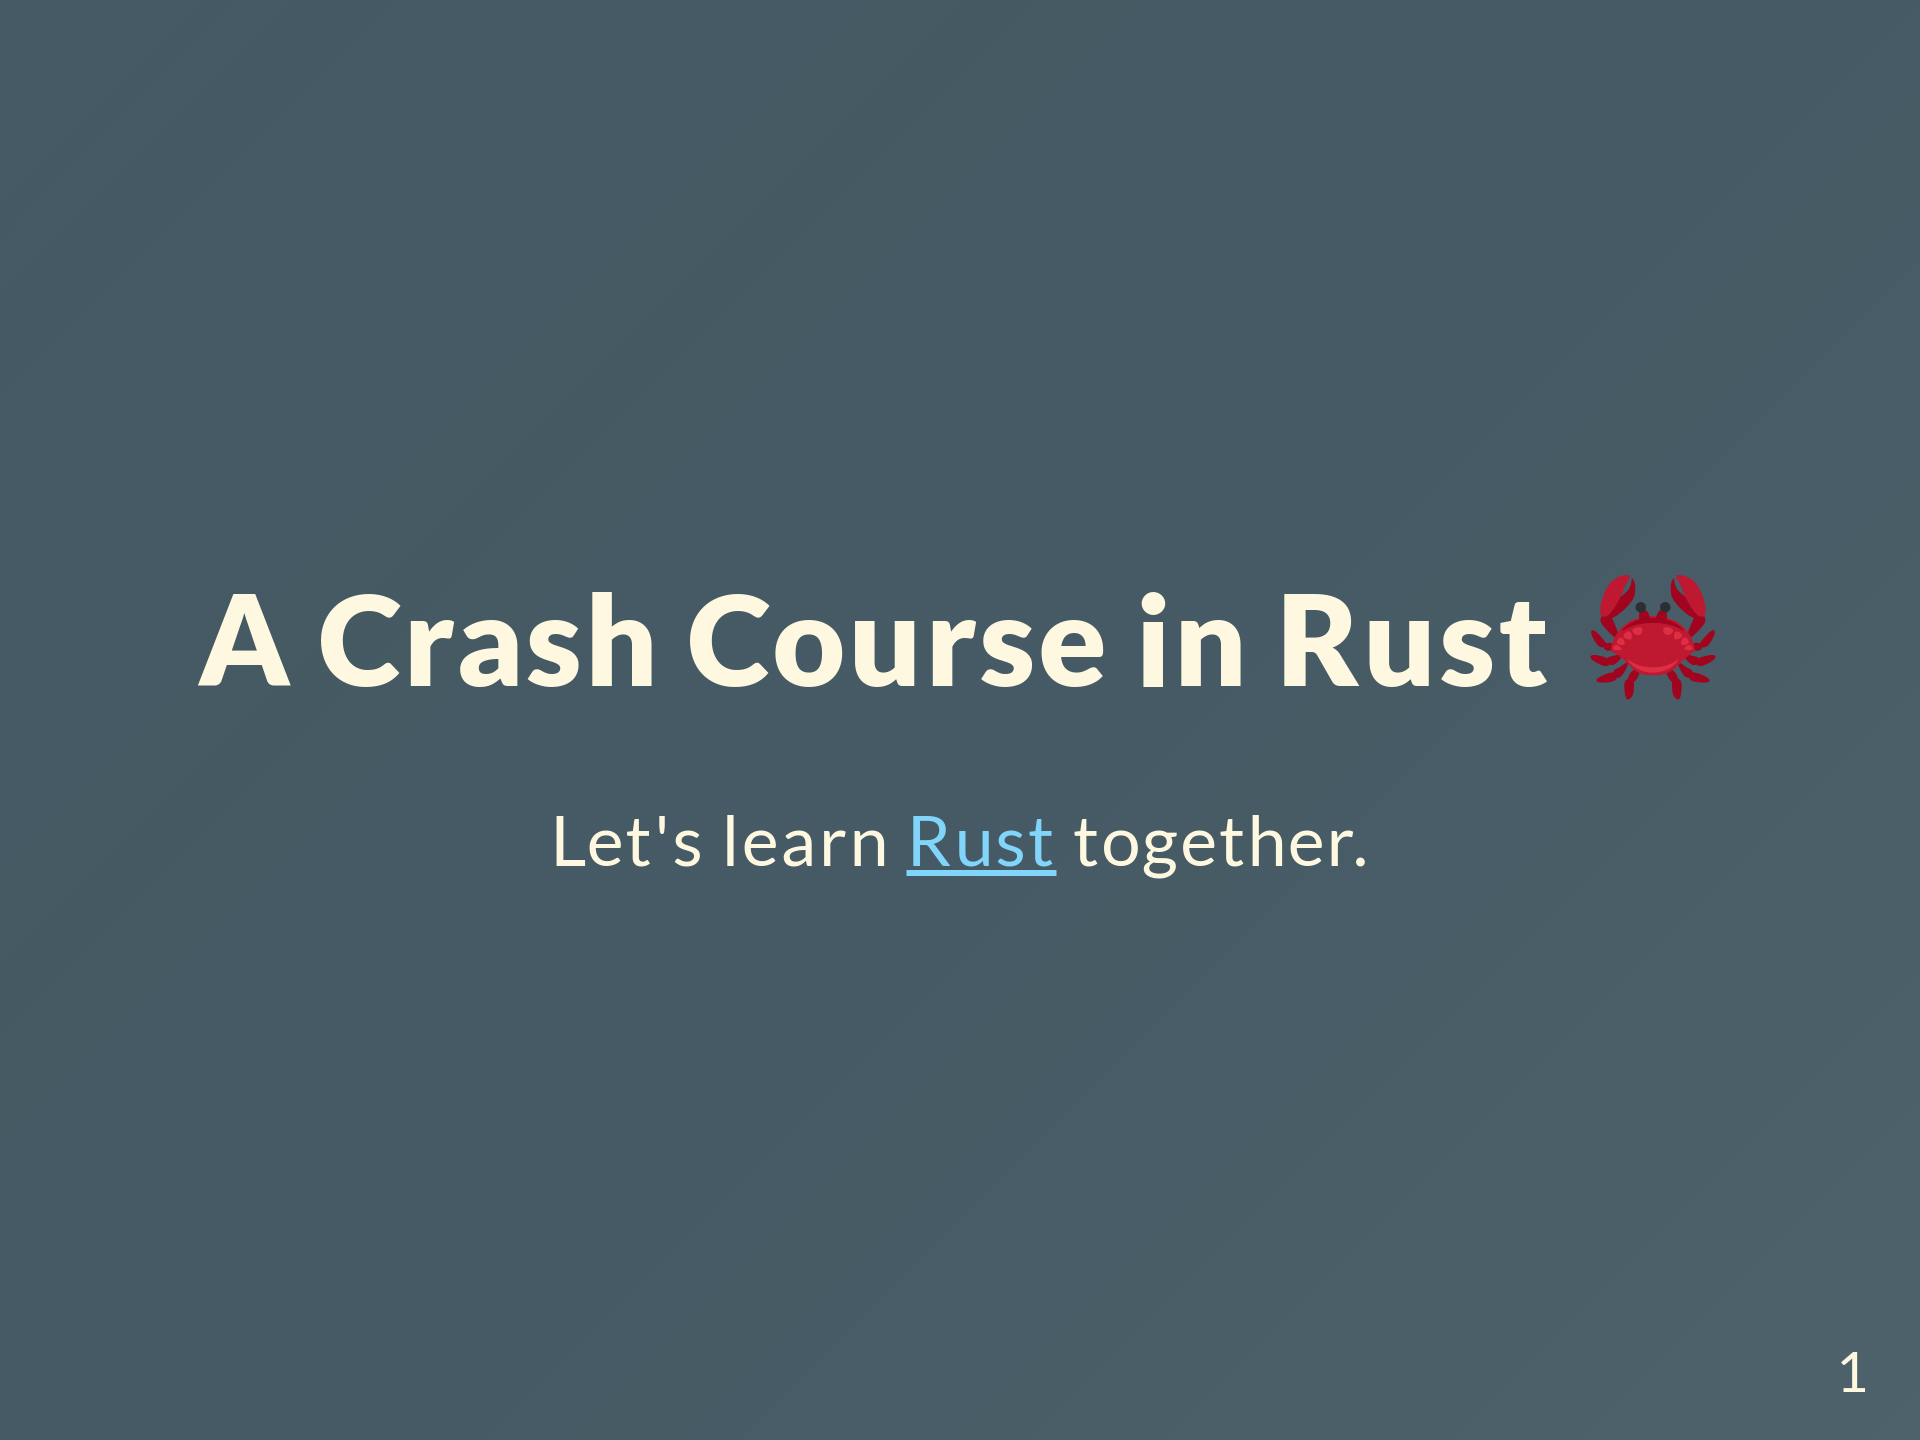 A Crash Course in Rust 🦀
Let's learn Rust together.
1